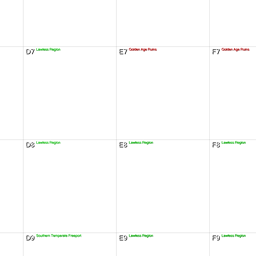 D7 Lawless Region
E7 Golden Age Ruins
F7 Golden Age Ruins
D8 Lawless Region
E8 Lawless Region
F8 Lawless Region
D9 Southern Temperate Passport
E9 Lawless Region
F9 Lawless Region